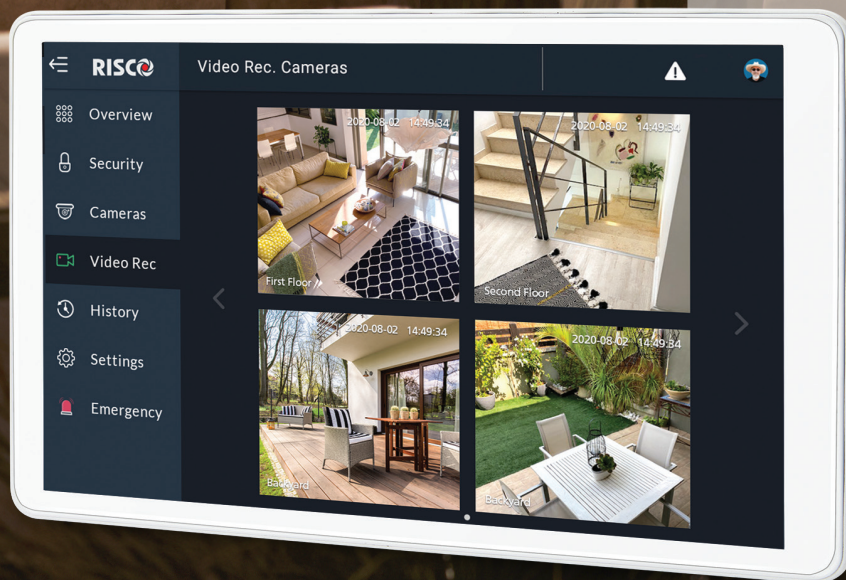 RISCO
Video Rec. Cameras
Overview
Security
Cameras
Video Rec
History
Settings
Emergency
2020-08-02 14:49:34
First Floor
2020-08-02 14:49:34
Second Floor
2020-08-02 14:49:34
Backyard
2020-08-02 14:49:34
Backyard